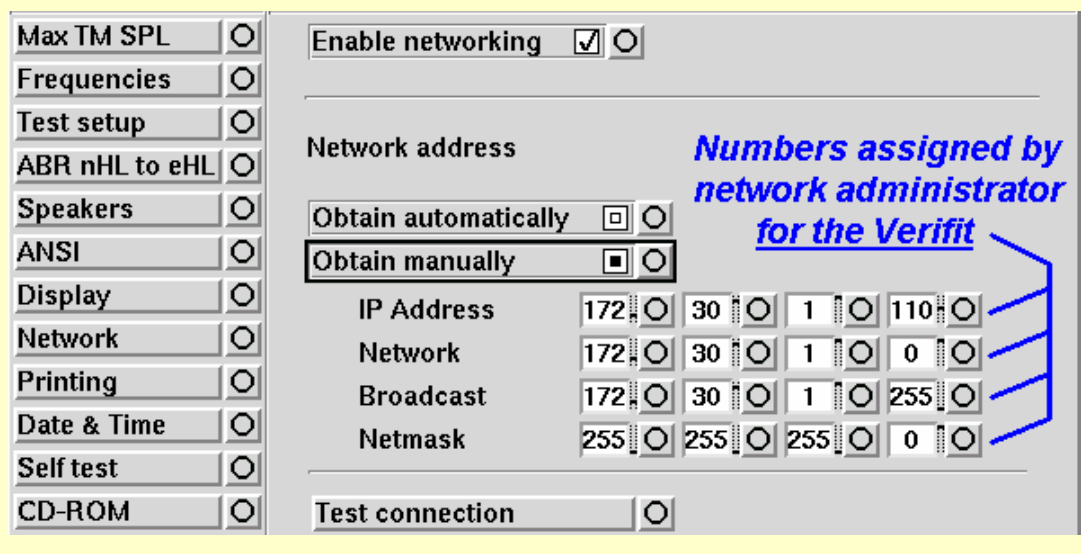 Max TM SPL
Frequencies
Test setup
ABR nHL to eHL
Speakers
ANSI
Display
Network
Printing
Date & Time
Self test
CD-ROM
Enable networking
Network address
Numbers assigned by
network administrator
for the Verifit
Obtain automatically
Obtain manually
IP Address 172 30 1 110
Network 172 30 1 0
Broadcast 172 30 1 255
Netmask 255 255 255 0
Test connection